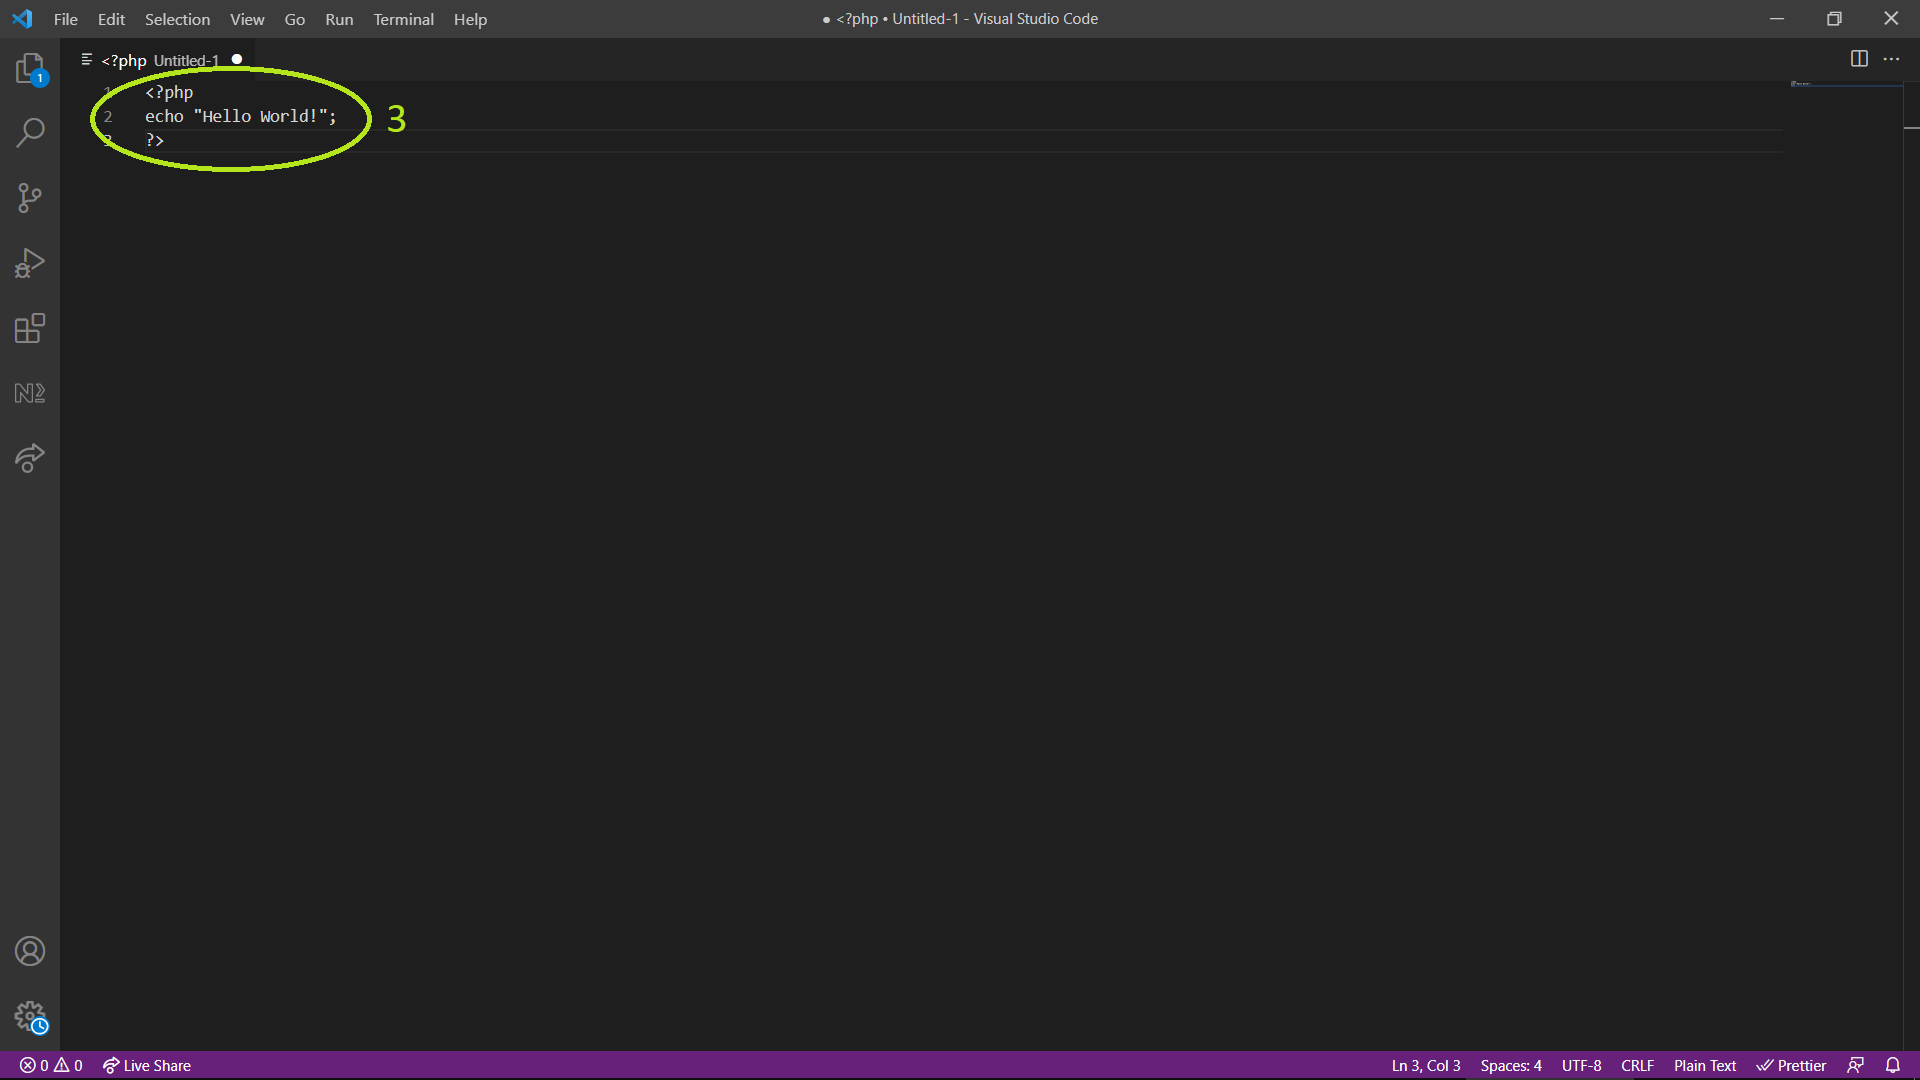 File Edit Selection View Go Run Terminal Help
● <?php • Untitled-1 - Visual Studio Code
<?php Untitled-1 ●
1 <?php
2 echo "Hello World!";
3 ?>
3
1
N2
0 0 Live Share
Ln 3, Col 3 Spaces: 4 UTF-8 CRLF Plain Text Prettier